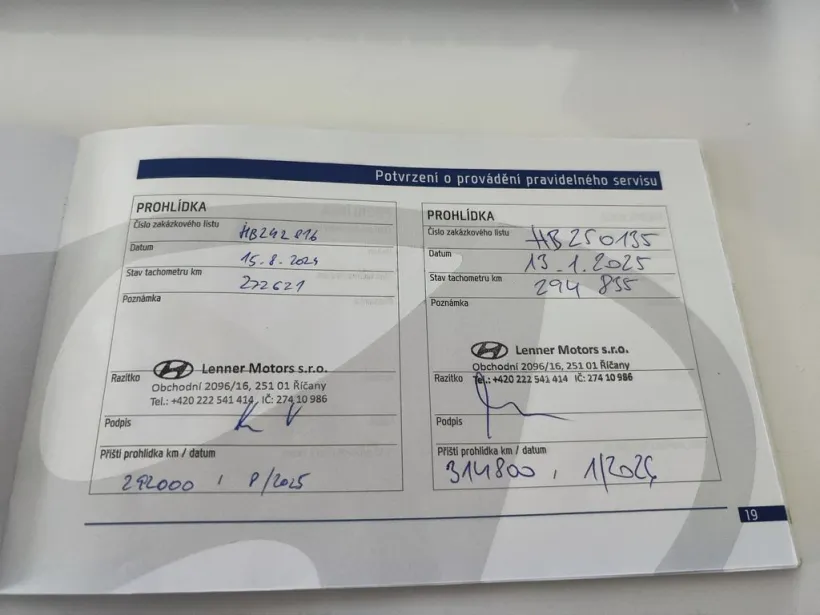 Potvrzení o provádění pravidelného servisu
PROHLÍDKA
Číslo zakázkového listu HB242816
Datum 15.8.2024
Stav tachometru km 272621
Poznámka
Lenner Motors s.r.o.
Razítko Obchodní 2096/16, 251 01 Říčany
Tel.: +420 222 541 414, IČ: 274 10 986
Podpis
Příští prohlídka km / datum
292000 / 8/2025
PROHLÍDKA
Číslo zakázkového listu HB250135
Datum 13.1.2025
Stav tachometru km 294 835
Poznámka
Lenner Motors s.r.o.
Obchodní 2096/16, 251 01 Říčany
Razítko Tel.: +420 222 541 414 IČ: 274 10 986
Podpis
Příští prohlídka km / datum
314800 , 1/2026
19